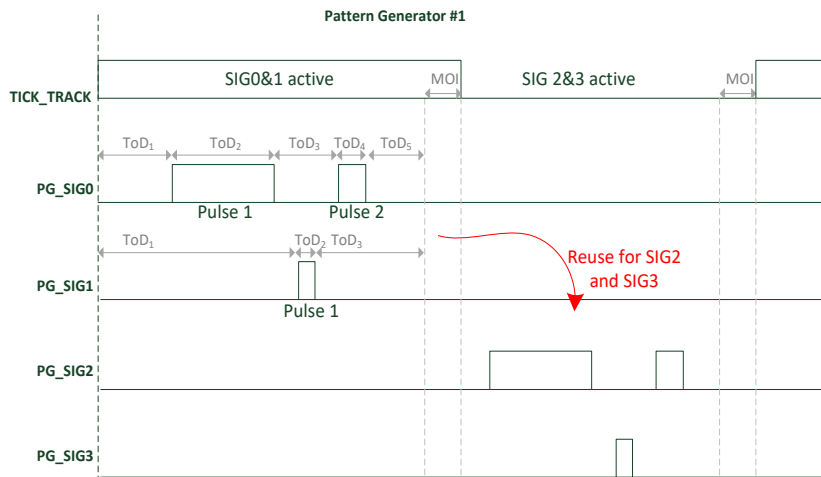 Pattern Generator #1
SIG0&1 active
MOI
SIG 2&3 active
MOI
TICK_TRACK
ToD1
ToD2
ToD3
ToD4
ToD5
PG_SIG0
Pulse 1
Pulse 2
ToD1
ToD2
ToD3
Reuse for SIG2
and SIG3
PG_SIG1
Pulse 1
PG_SIG2
PG_SIG3